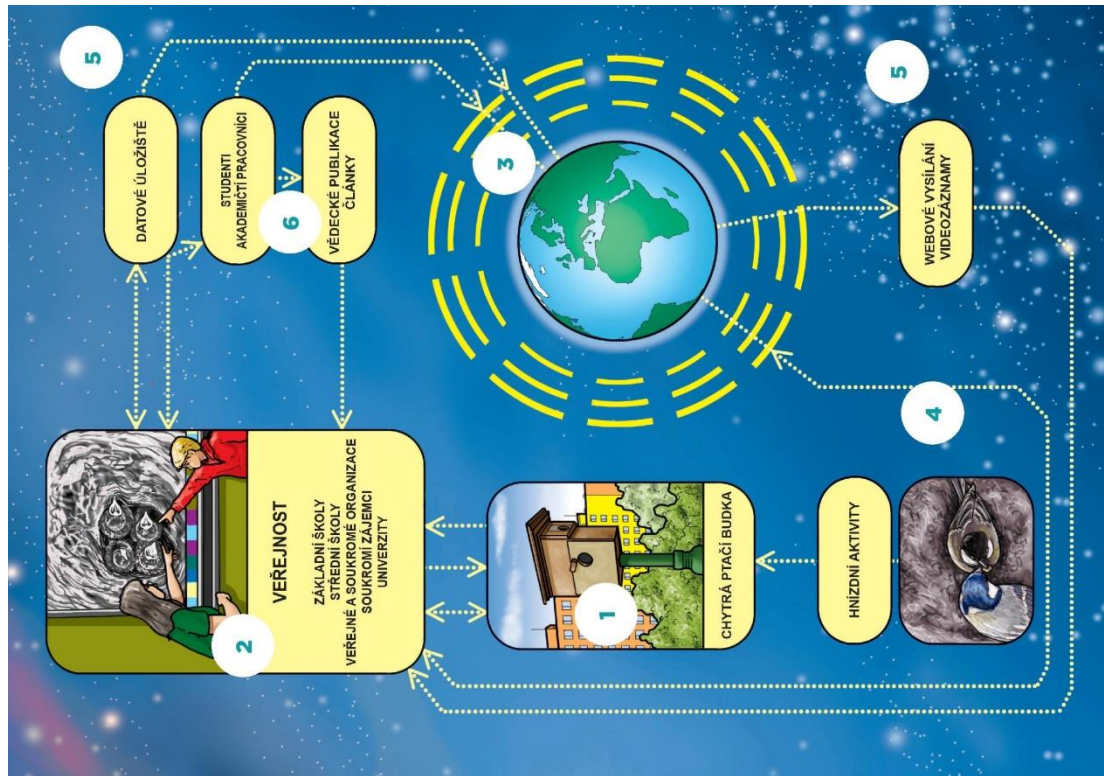 5
DATOVÉ ÚLOŽIŠTĚ
STUDENTI
AKADEMIČTÍ PRACOVNÍCI
6
VĚDECKÉ PUBLIKACE
ČLÁNKY
3
5
WEBOVÉ VYSÍLÁNÍ
VIDEOZÁZNAMY
4
2
VEŘEJNOST
ZÁKLADNÍ ŠKOLY
STŘEDNÍ ŠKOLY
VEŘEJNÉ A SOUKROMÉ ORGANIZACE
SOUKROMÍ ZÁJEMCI
UNIVERZITY
1
CHYTRÁ PTAČÍ BUDKA
HNÍZDNÍ AKTIVITY